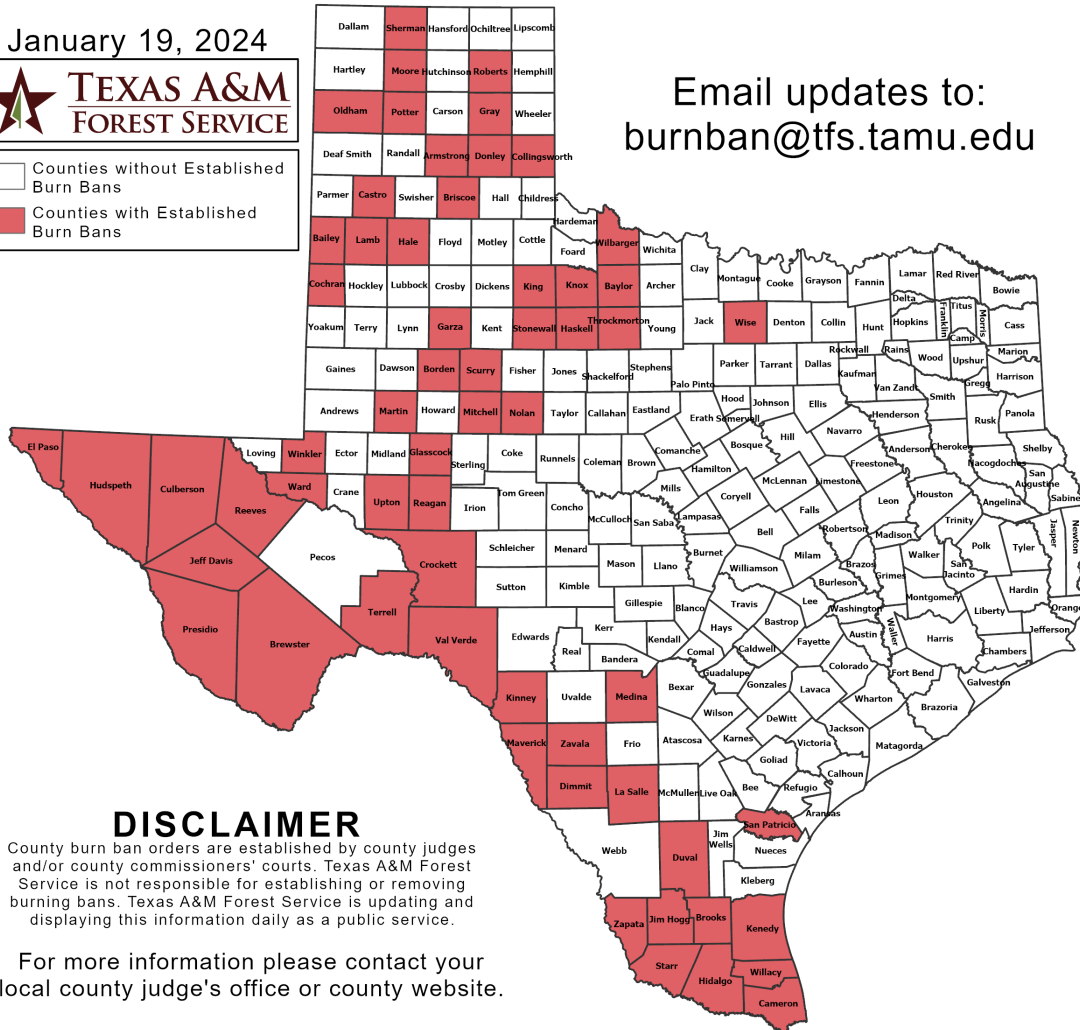 January 19, 2024
TEXAS A&M
FOREST SERVICE
Counties without Established
Burn Bans
Counties with Established
Burn Bans
Email updates to:
burnban@tfs.tamu.edu
Dallam Sherman Hansford Ochiltree Lipscomb
Hartley Moore Hutchinson Roberts Hemphill
Oldham Potter Carson Gray Wheeler
Deaf Smith Randall Armstrong Donley Collingsworth
Parmer Castro Swisher Briscoe Hall Childress
Hardeman
Bailey Lamb Hale Floyd Motley Cottle Foard Wilbarger Wichita
Clay Montague Cooke Grayson Fannin Lamar Red River Bowie
Cochran Hockley Lubbock Crosby Dickens King Knox Baylor Archer
Delta Titus Franklin Morris
Yoakum Terry Lynn Garza Kent Stonewall Haskell Throckmorton Young Jack Wise Denton Collin Hunt Hopkins Camp Cass
Gaines Dawson Borden Scurry Fisher Jones Shackelford Stephens Palo Pinto Parker Tarrant Dallas Rockwall Kaufman Rains Van Zandt Wood Upshur Gregg Marion Harrison
Andrews Martin Howard Mitchell Nolan Taylor Callahan Eastland Erath Hood Somervell Johnson Ellis Henderson Smith Rusk Panola
El Paso Hudspeth Culberson Reeves Loving Winkler Ector Midland Glasscock Sterling Coke Runnels Coleman Brown Comanche Hamilton Bosque Hill Navarro Freestone Anderson Cherokee Nacogdoches Shelby
San
Augustine
Sabine
Ward Crane Upton Reagan Irion Tom Green Concho McCulloch San Saba Mills Lampasas Coryell McLennan Limestone Falls Leon Houston Angelina
Jeff Davis Pecos Crockett Schleicher Menard Mason Llano Burnet Bell Milam Robertson Madison Trinity Polk Tyler Jasper Newton
Walker
San
Jacinto
Presidio Brewster Terrell Val Verde Sutton Kimble Gillespie Blanco Williamson Travis Burleson Brazos Grimes Montgomery Liberty Hardin Orange
Edwards Kerr Real Bandera Kendall Comal Hays Caldwell Bastrop Lee Fayette Washington Austin Waller Harris Chambers Jefferson
Kinney Uvalde Medina Bexar Guadalupe Gonzales Lavaca Colorado Wharton Fort Bend Brazoria Galveston
Maverick Zavala Frio Atascosa Wilson Karnes DeWitt Victoria Jackson Matagorda
Dimmit La Salle McMullen Live Oak Bee Goliad Refugio Calhoun Aransas
Webb Duval
Jim
Wells
San Patricio
Nueces
Kleberg
Zapata Jim Hogg Brooks Kenedy
Starr Hidalgo Willacy
Cameron
DISCLAIMER
County burn ban orders are established by county judges
and/or county commissioners' courts. Texas A&M Forest
Service is not responsible for establishing or removing
burning bans. Texas A&M Forest Service is updating and
displaying this information daily as a public service.
For more information please contact your
local county judge's office or county website.